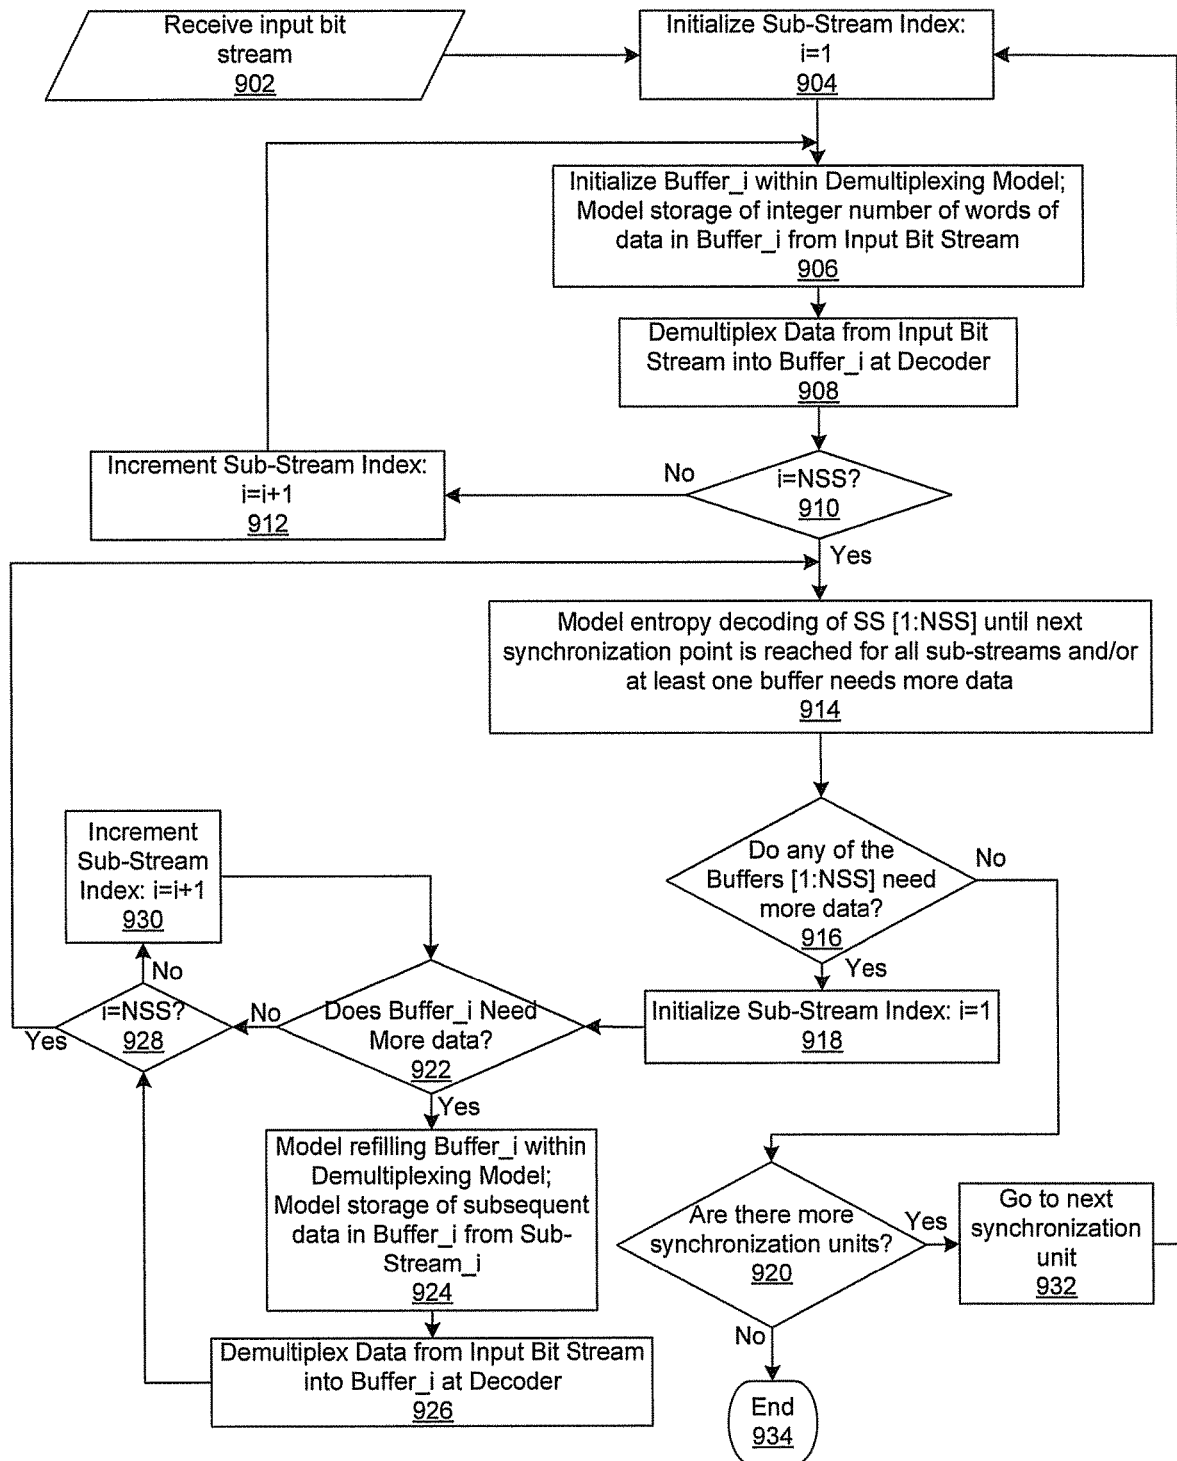 Receive input bit
stream
902
Initialize Sub-Stream Index:
i=1
904
Initialize Buffer_i within Demultiplexing Model;
Model storage of integer number of words of
data in Buffer_i from Input Bit Stream
906
Demultiplex Data from Input Bit
Stream into Buffer_i at Decoder
908
i=NSS?
910
No
Yes
Increment Sub-Stream Index:
i=i+1
912
Model entropy decoding of SS [1:NSS] until next
synchronization point is reached for all sub-streams and/or
at least one buffer needs more data
914
Do any of the
Buffers [1:NSS] need
more data?
916
No
Yes
Initialize Sub-Stream Index: i=1
918
Does Buffer_i Need
More data?
922
No
Yes
i=NSS?
928
No
Yes
Increment
Sub-Stream
Index: i=i+1
930
Model refilling Buffer_i within
Demultiplexing Model;
Model storage of subsequent
data in Buffer_i from Sub-
Stream_i
924
Demultiplex Data from Input Bit Stream
into Buffer_i at Decoder
926
Are there more
synchronization units?
920
Yes
No
Go to next
synchronization
unit
932
End
934